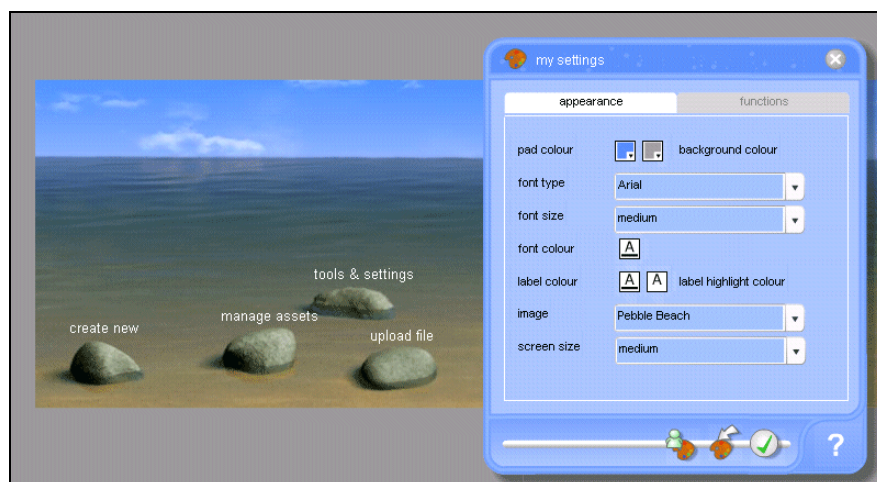 my settings
appearance functions
pad colour background colour
font type Arial
font size medium
font colour A
label colour A A label highlight colour
image Pebble Beach
screen size medium
?
tools & settings
manage assets
create new
upload file